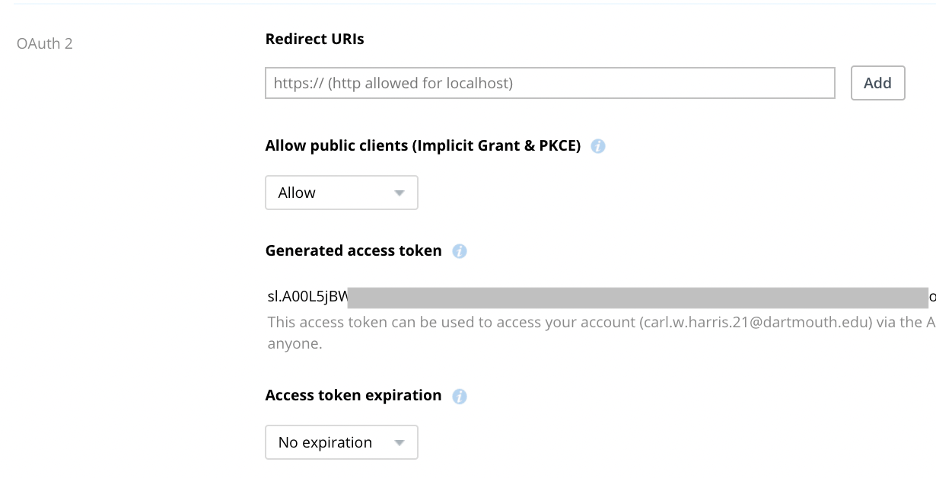 OAuth 2
Redirect URIs
https:// (http allowed for localhost)
Add
Allow public clients (Implicit Grant & PKCE)
Allow
Generated access token
sl.A00L5jBW
This access token can be used to access your account (carl.w.harris.21@dartmouth.edu) via the A
anyone.
Access token expiration
No expiration